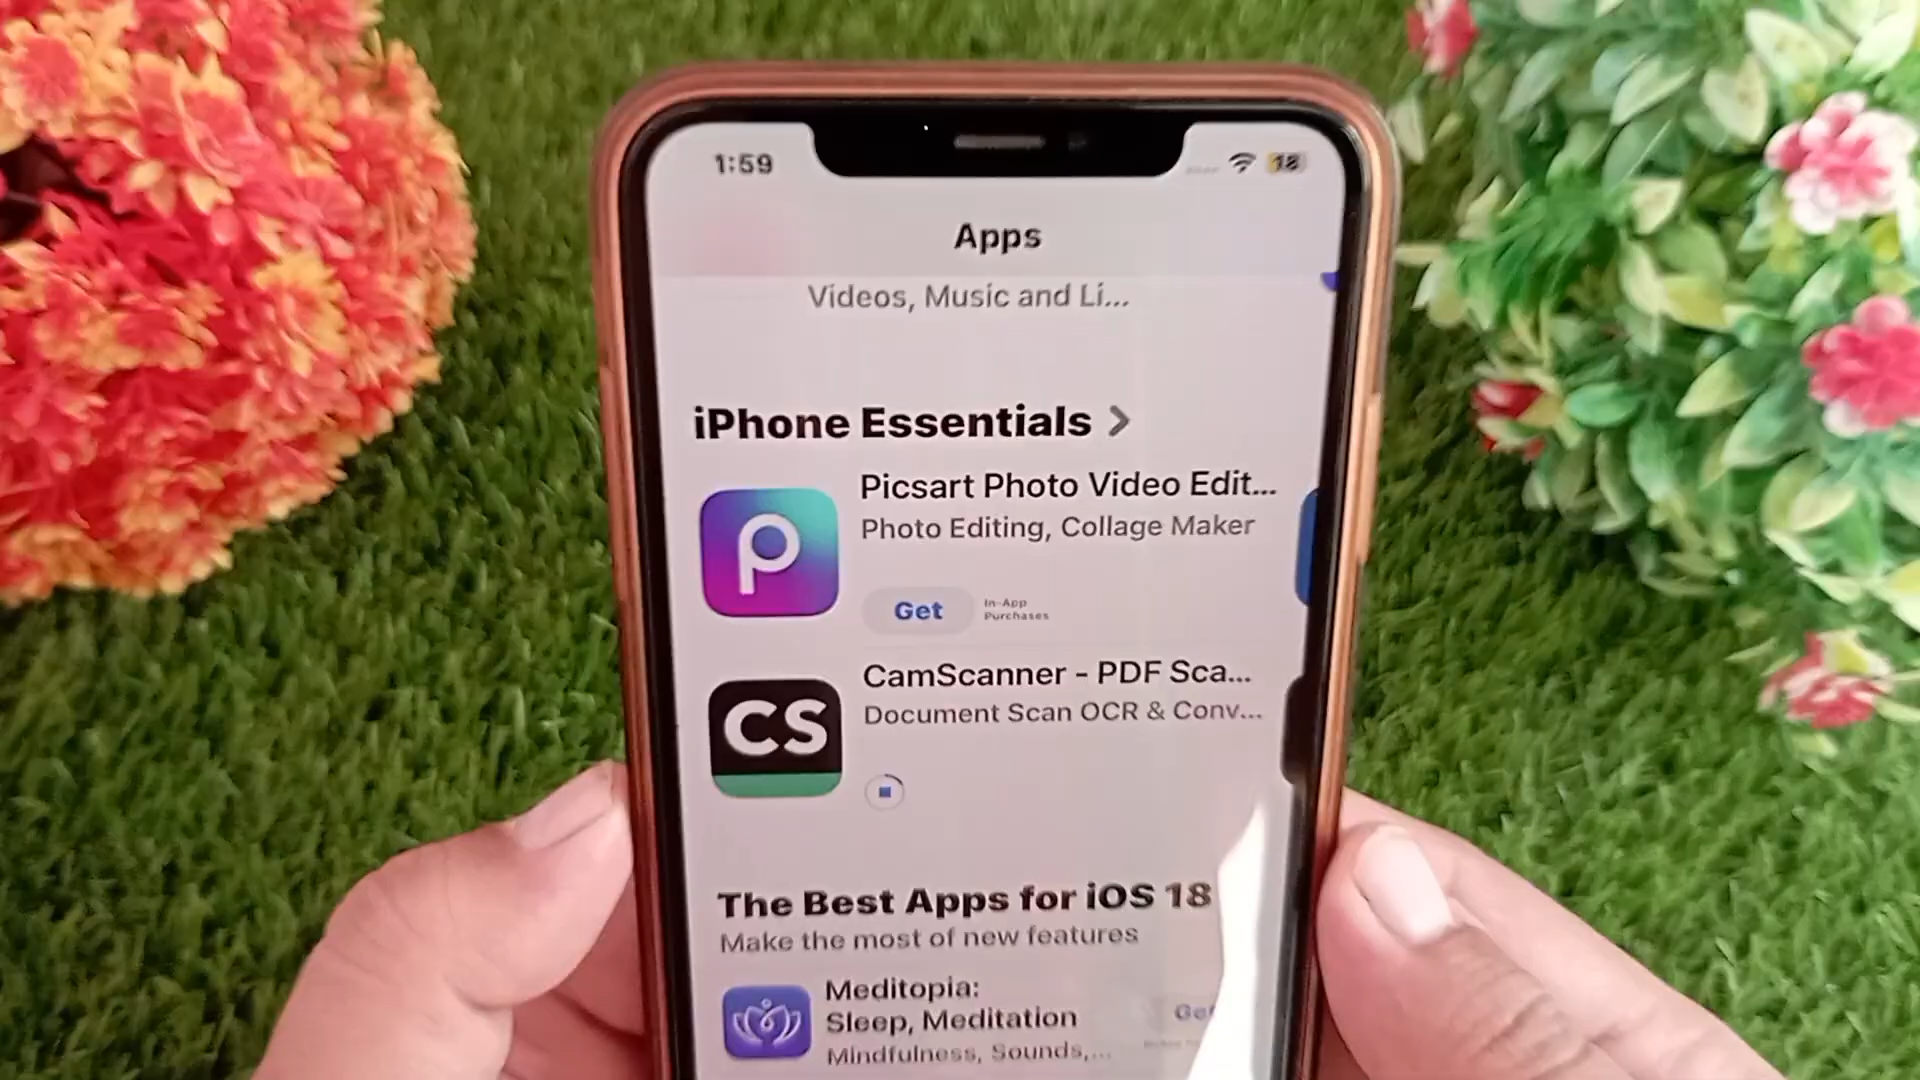 1:59
18
Apps
Videos, Music and Li...
iPhone Essentials >
Picsart Photo Video Edit...
Photo Editing, Collage Maker
Get
In-App
Purchases
CS
CamScanner - PDF Sca...
Document Scan OCR & Conv...
The Best Apps for iOS 18
Make the most of new features
Meditopia:
Sleep, Meditation
Mindfulness, Sounds,...